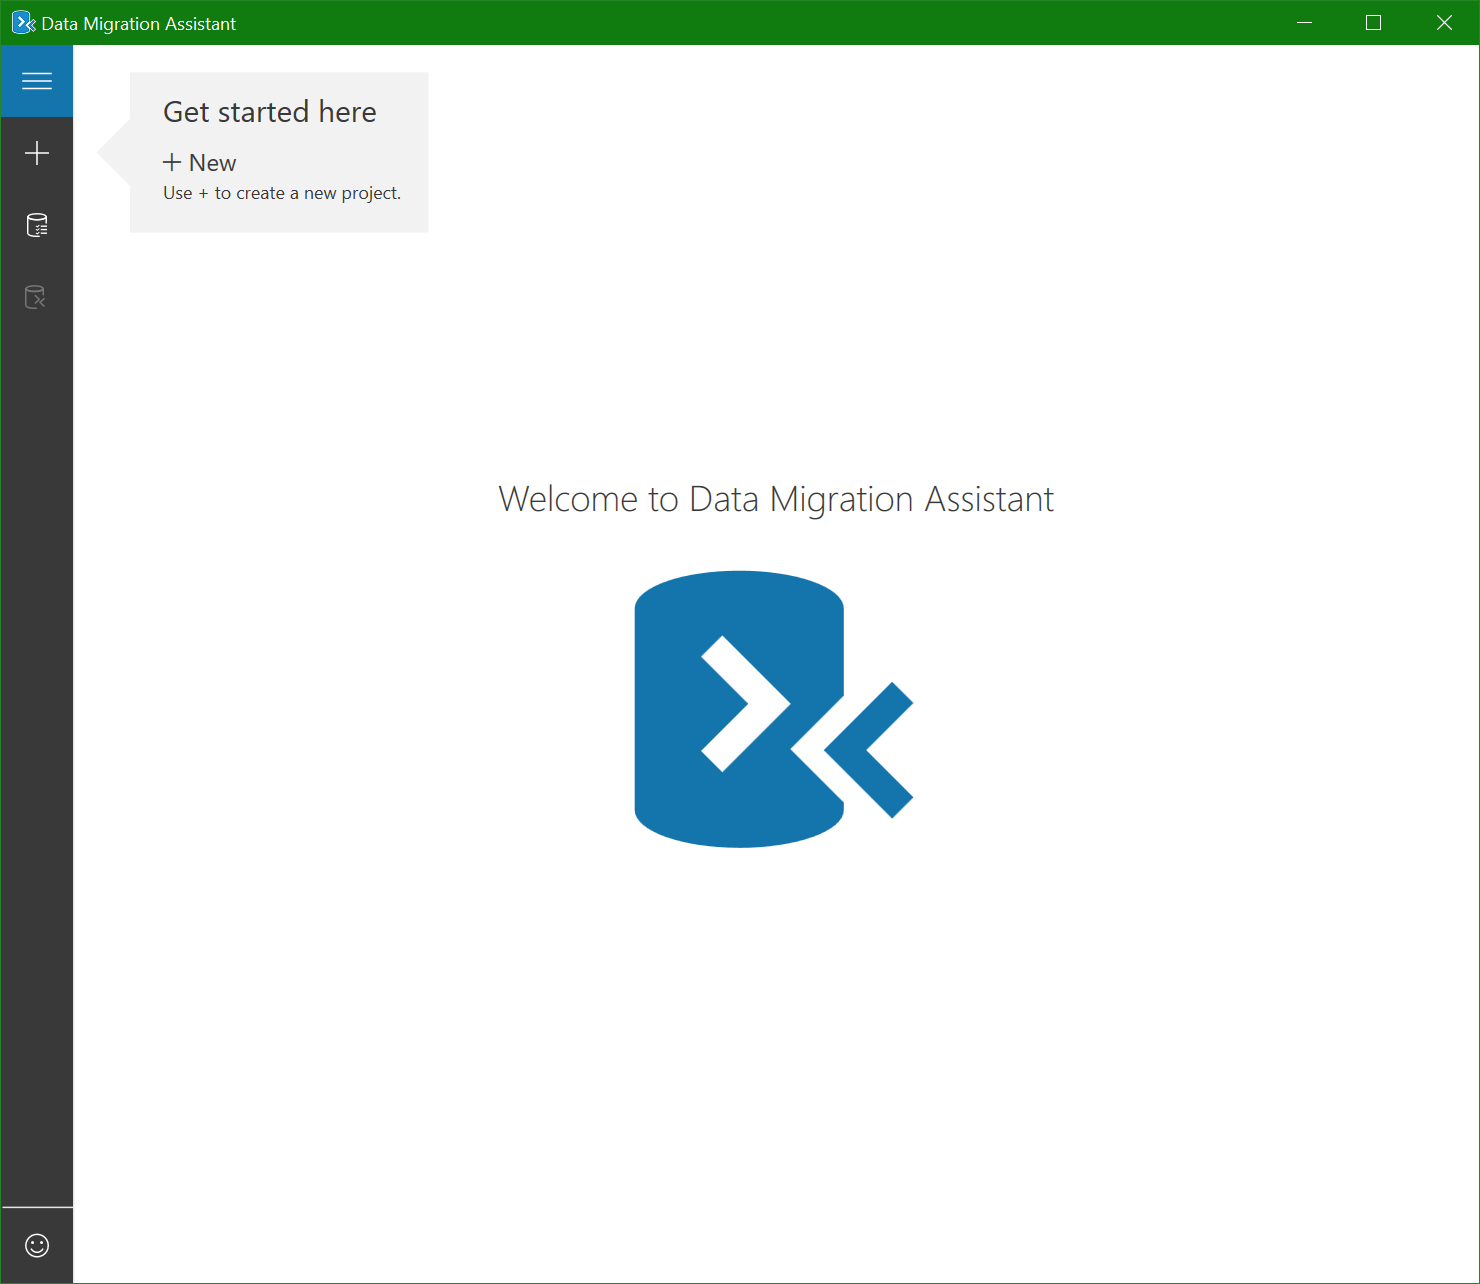 Data Migration Assistant
Get started here
+ New
Use + to create a new project.
Welcome to Data Migration Assistant